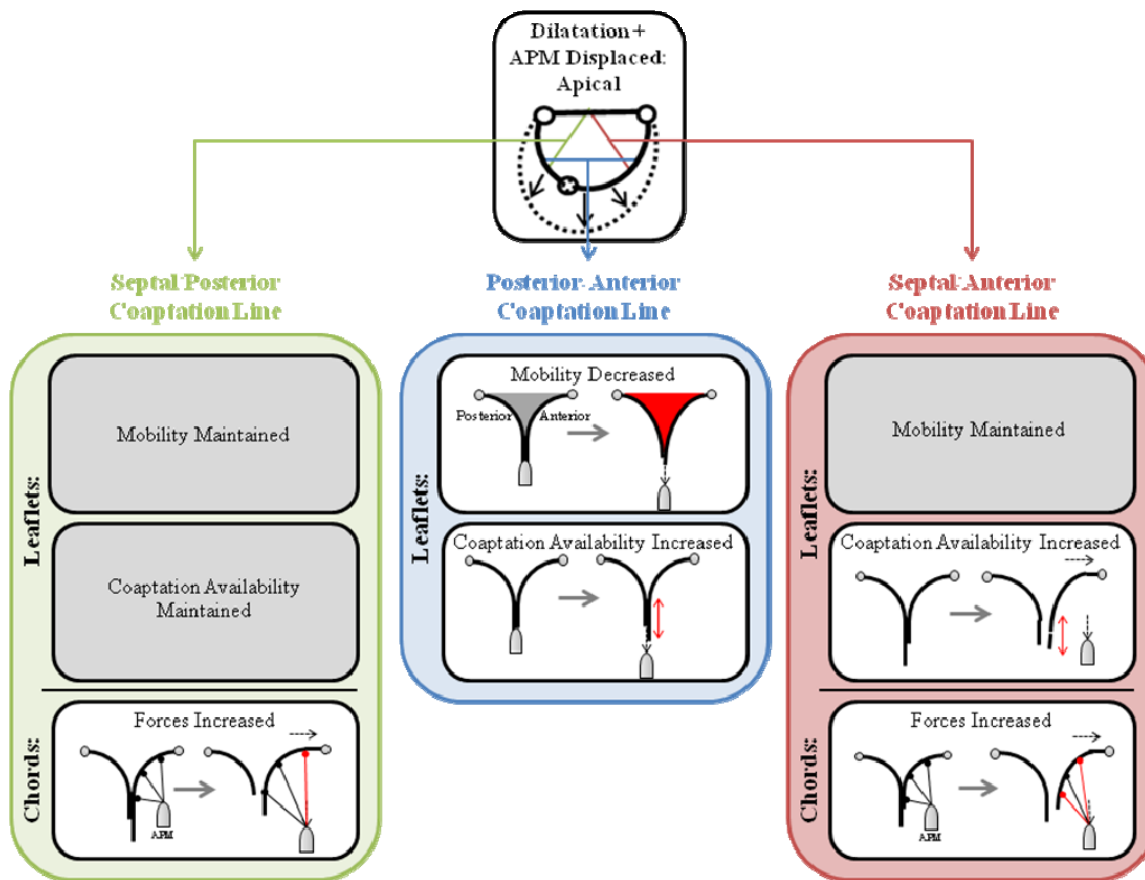 Dilatation +
APM Displaced:
Apical
Septal/Posterior
Coaptation Line
Posterior-Anterior
Coaptation Line
Septal-Anterior
Coaptation Line
Leaflets:
Mobility Maintained
Coaptation Availability
Maintained
Chords:
Forces Increased
APM
Leaflets:
Mobility Decreased
Posterior
Anterior
Coaptation Availability Increased
Leaflets:
Mobility Maintained
Coaptation Availability Increased
Chords:
Forces Increased
APM